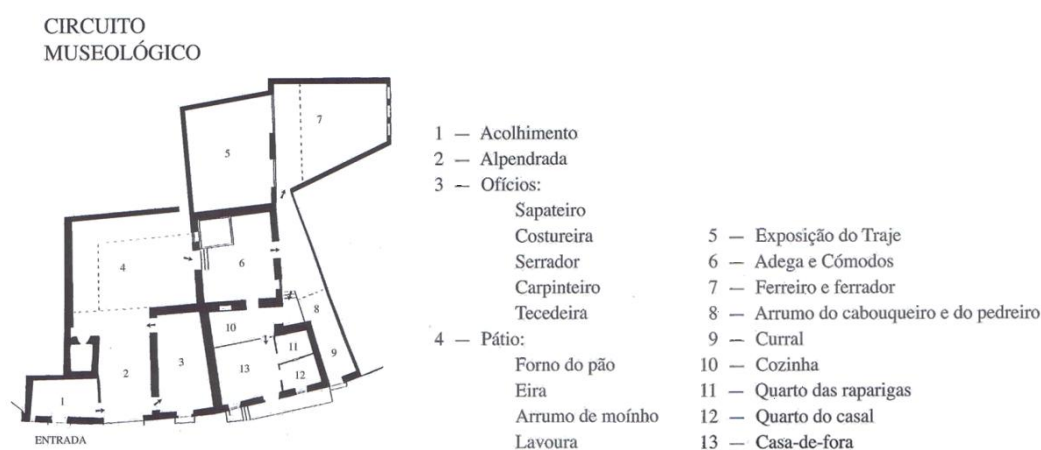 CIRCUITO
MUSEOLÓGICO
1
2
3
4
5
6
7
8
9
10
11
12
13
ENTRADA
1 — Acolhimento
2 — Alpendrada
3 — Ofícios:
Sapateiro
Costureira
Serrador
Carpinteiro
Tecedeira
4 — Pátio:
Forno do pão
Eira
Arrumo de moínho
Lavoura
5 — Exposição do Traje
6 — Adega e Cómodos
7 — Ferreiro e ferrador
8 — Arrumo do cabouqueiro e do pedreiro
9 — Curral
10 — Cozinha
11 — Quarto das raparigas
12 — Quarto do casal
13 — Casa-de-fora